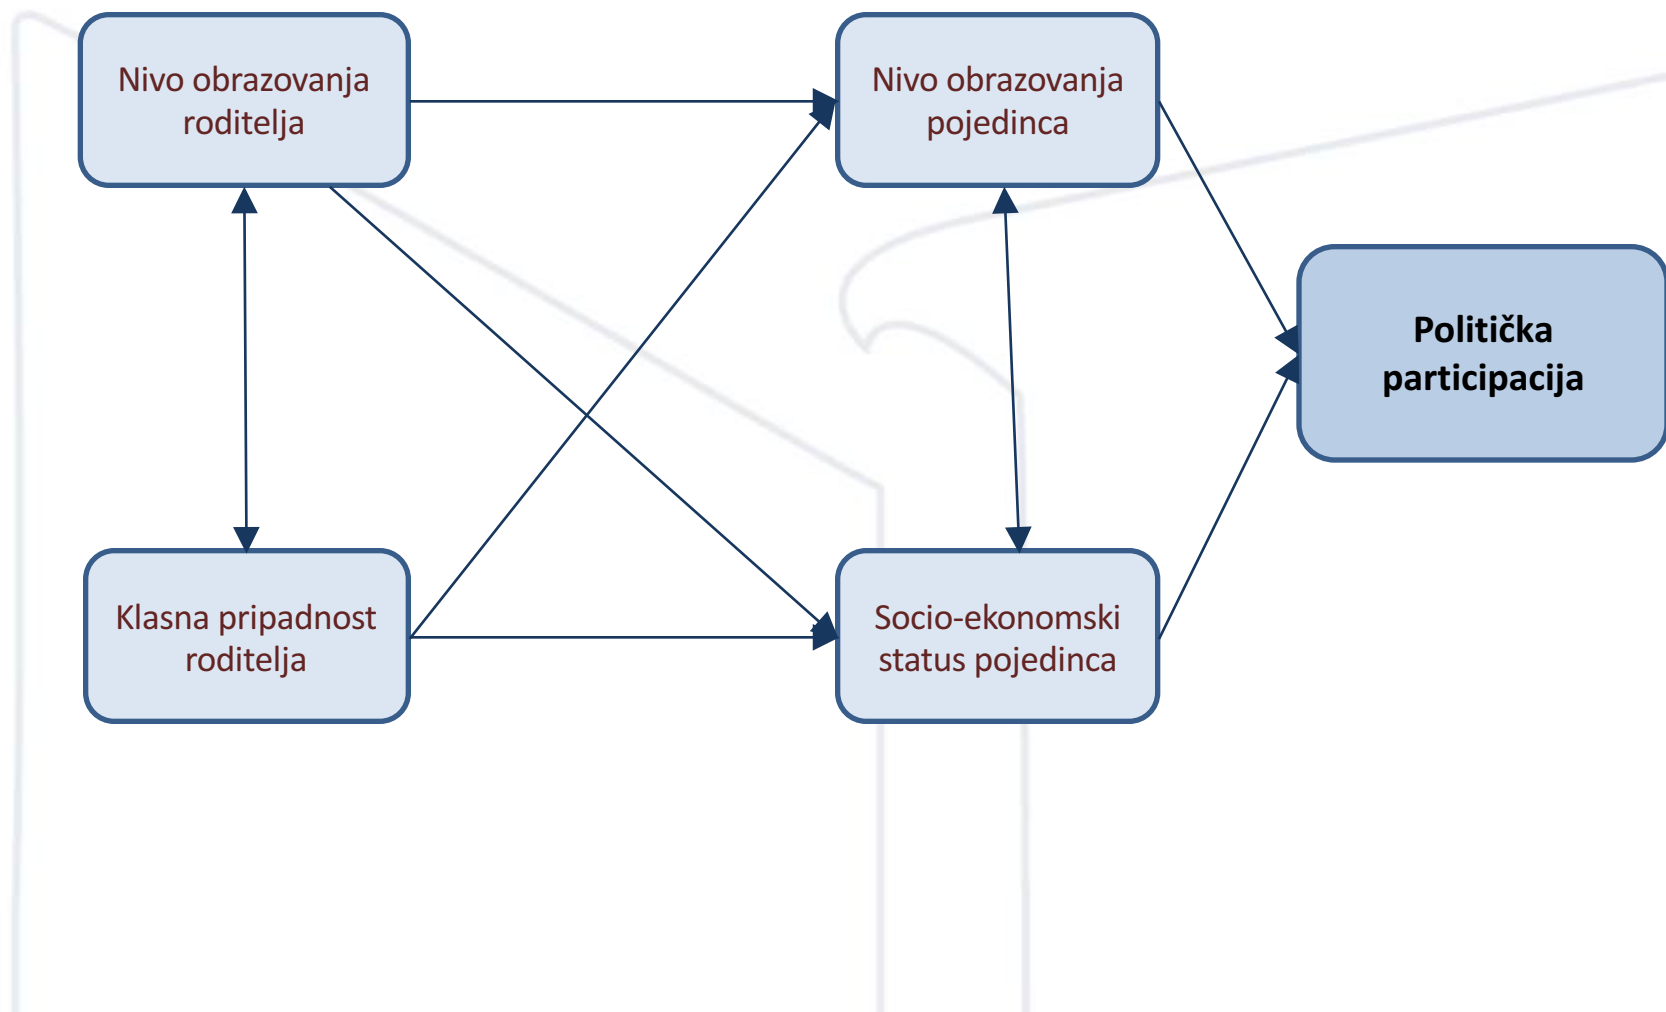 Nivo obrazovanja
roditelja
Nivo obrazovanja
pojedinca
Politička
participacija
Klasna pripadnost
roditelja
Socio-ekonomski
status pojedinca